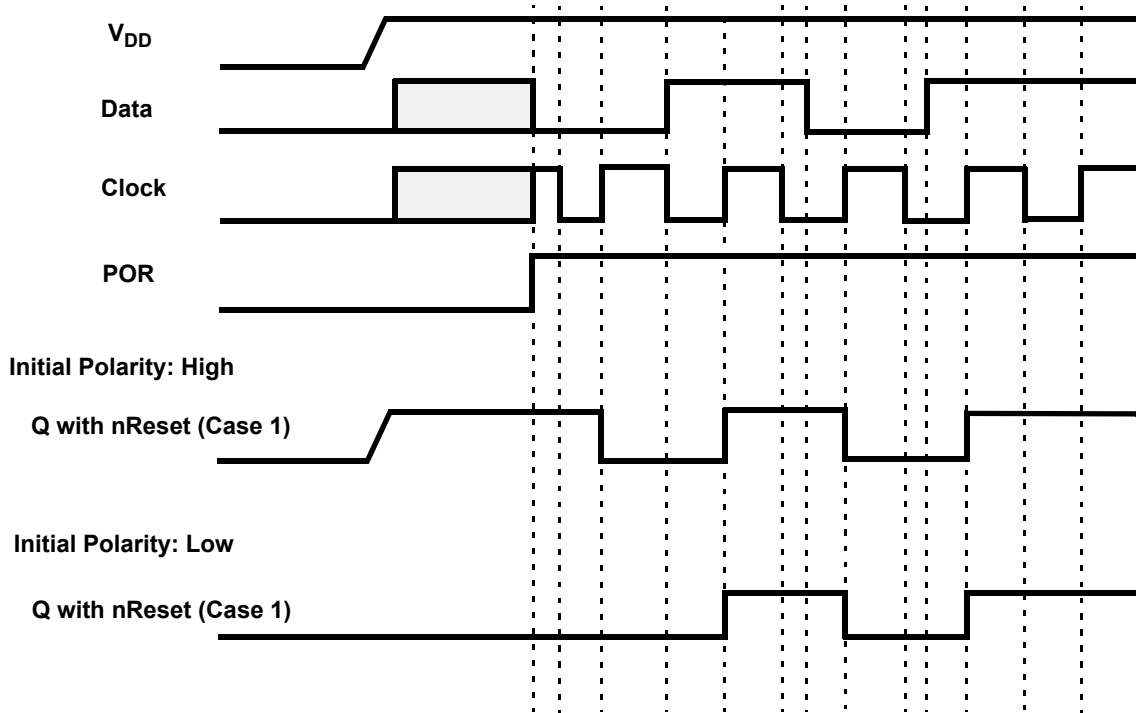 VDD
Data
Clock
POR
Initial Polarity: High
Q with nReset (Case 1)
Initial Polarity: Low
Q with nReset (Case 1)